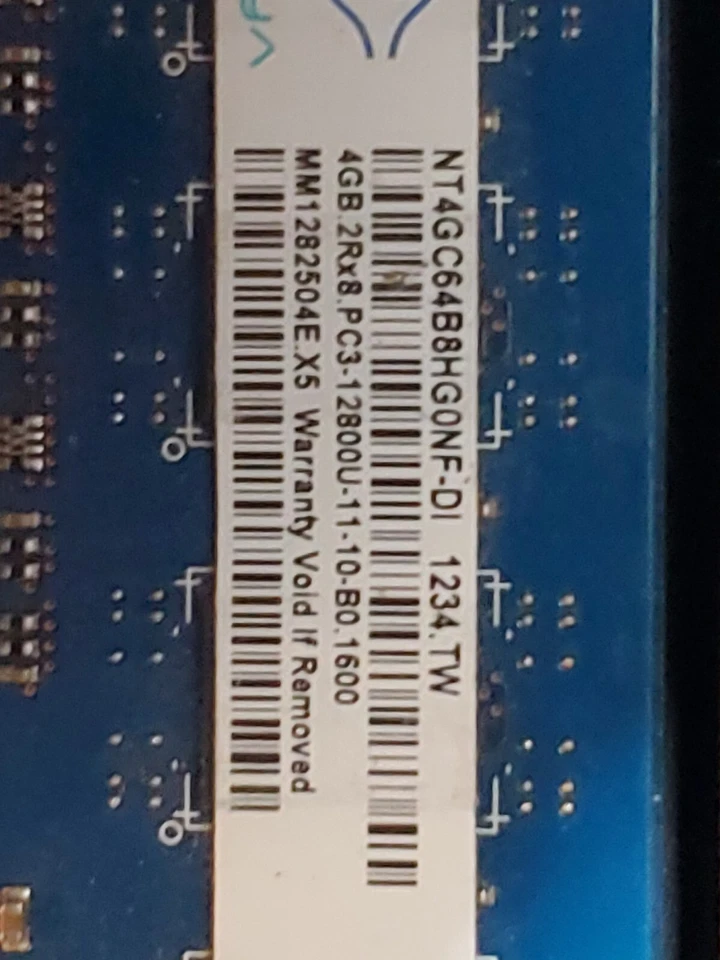 NT4GC64B8HG0NF-DI 1234.TW
4GB.2Rx8.PC3-12800U-11-10-B0.1600
MM1282504E.X5 Warranty Void If Removed